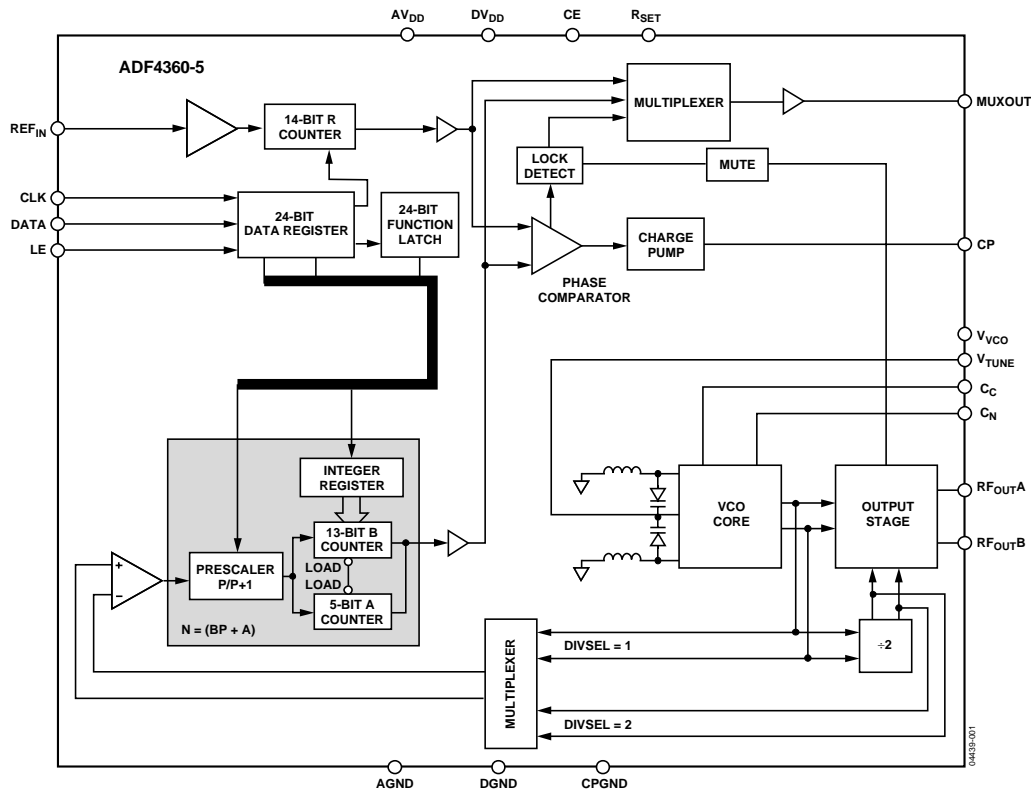 AVDD
DVDD
CE
RSET
ADF4360-5
MULTIPLEXER
MUXOUT
REFIN
14-BIT R
COUNTER
LOCK
DETECT
MUTE
CLK
DATA
LE
24-BIT
DATA REGISTER
24-BIT
FUNCTION
LATCH
CHARGE
PUMP
CP
PHASE
COMPARATOR
VVCO
VTUNE
CC
CN
INTEGER
REGISTER
13-BIT B
COUNTER
LOAD
LOAD
5-BIT A
COUNTER
PRESCALER
P/P+1
+
−
N = (BP + A)
VCO
CORE
OUTPUT
STAGE
RFOUTA
RFOUTB
MULTIPLEXER
DIVSEL = 1
DIVSEL = 2
÷2
04439-001
AGND
DGND
CPGND